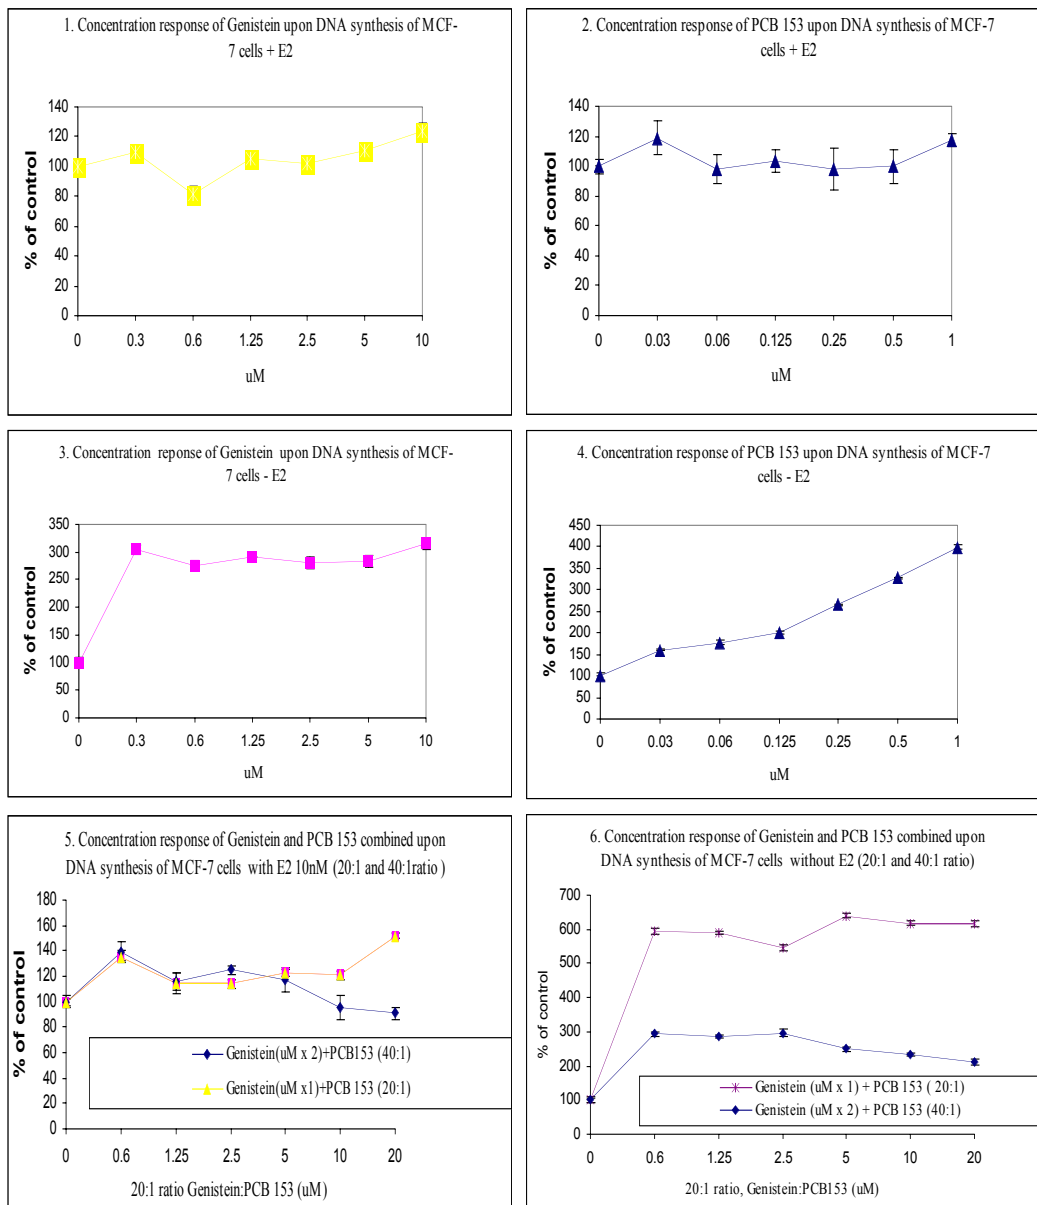 1. Concentration response of Genistein upon DNA synthesis of MCF-
7 cells + E2
140
120
100
80
60
40
20
0
% of control
0 0.3 0.6 1.25 2.5 5 10
uM
2. Concentration response of PCB 153 upon DNA synthesis of MCF-7
cells + E2
140
120
100
80
60
40
20
0
% of control
0 0.03 0.06 0.125 0.25 0.5 1
uM
3. Concentration reponse of Genistein upon DNA synthesis of MCF-
7 cells - E2
350
300
250
200
150
100
50
0
% of control
0 0.3 0.6 1.25 2.5 5 10
uM
4. Concentration response of PCB 153 upon DNA synthesis of MCF-7
cells - E2
450
400
350
300
250
200
150
100
50
0
% of control
0 0.03 0.06 0.125 0.25 0.5 1
uM
5. Concentration response of Genistein and PCB 153 combined upon
DNA synthesis of MCF-7 cells with E2 10nM (20:1 and 40:1ratio )
180
160
140
120
100
80
60
40
20
0
% of control
Genistein(uM x 2)+PCB153 (40:1)
Genistein(uM x1)+PCB 153 (20:1)
0 0.6 1.25 2.5 5 10 20
20:1 ratio Genistein:PCB 153 (uM)
6. Concentration response of Genistein and PCB 153 combined upon
DNA synthesis of MCF-7 cells without E2 (20:1 and 40:1 ratio)
700
600
500
400
300
200
100
0
% of control
Genistein (uM x 1) + PCB 153 ( 20:1)
Genistein (uM x 2) + PCB 153 (40:1)
0 0.6 1.25 2.5 5 10 20
20:1 ratio, Genistein:PCB153 (uM)